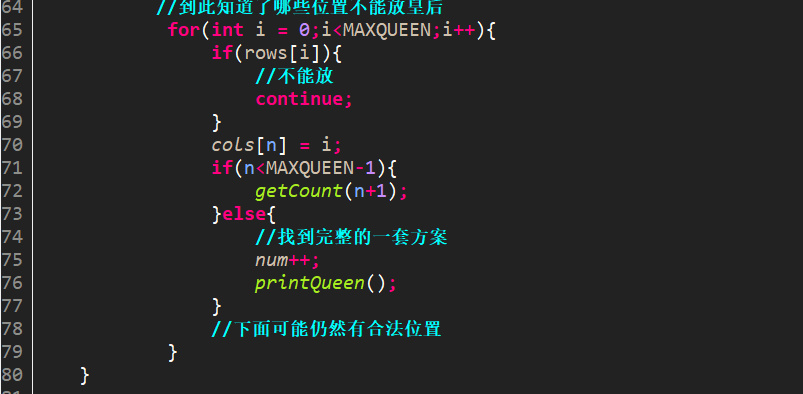 64 //到此知道了哪些位置不能放皇后
65 for(int i = 0;i<MAXQUEEN;i++){
66 if(rows[i]){
67 //不能放
68 continue;
69 }
70 cols[n] = i;
71 if(n<MAXQUEEN-1){
72 getCount(n+1);
73 }else{
74 //找到完整的一套方案
75 num++;
76 printQueen();
77 }
78 //下面可能仍然有合法位置
79 }
80 }